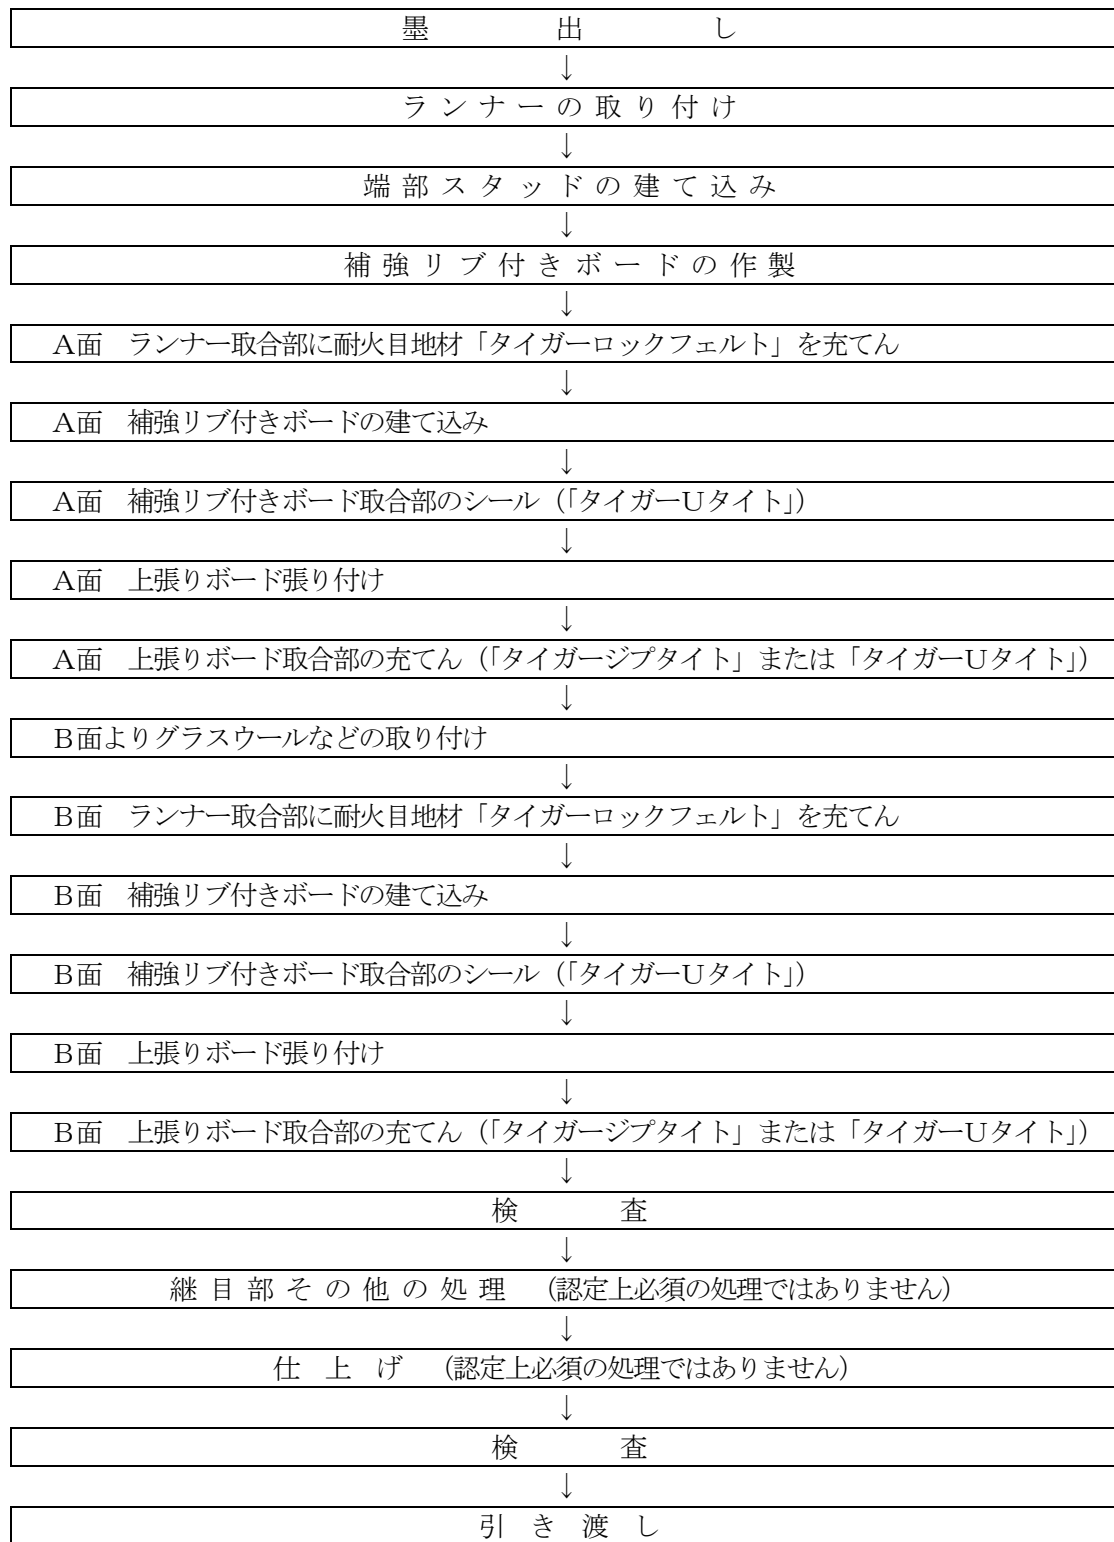 墨　出　し
↓
ランナーの取り付け
↓
端部スタッドの建て込み
↓
補強リブ付きボードの作製
↓
A面　ランナー取合部に耐火目地材「タイガーロックフェルト」を充てん
↓
A面　補強リブ付きボードの建て込み
↓
A面　補強リブ付きボード取合部のシール（「タイガーUタイト」）
↓
A面　上張りボード張り付け
↓
A面　上張りボード取合部の充てん（「タイガージプタイト」または「タイガーUタイト」）
↓
B面よりグラスウールなどの取り付け
↓
B面　ランナー取合部に耐火目地材「タイガーロックフェルト」を充てん
↓
B面　補強リブ付きボードの建て込み
↓
B面　補強リブ付きボード取合部のシール（「タイガーUタイト」）
↓
B面　上張りボード張り付け
↓
B面　上張りボード取合部の充てん（「タイガージプタイト」または「タイガーUタイト」）
↓
検　査
↓
継目部その他の処理　（認定上必須の処理ではありません）
↓
仕上げ　（認定上必須の処理ではありません）
↓
検　査
↓
引き渡し